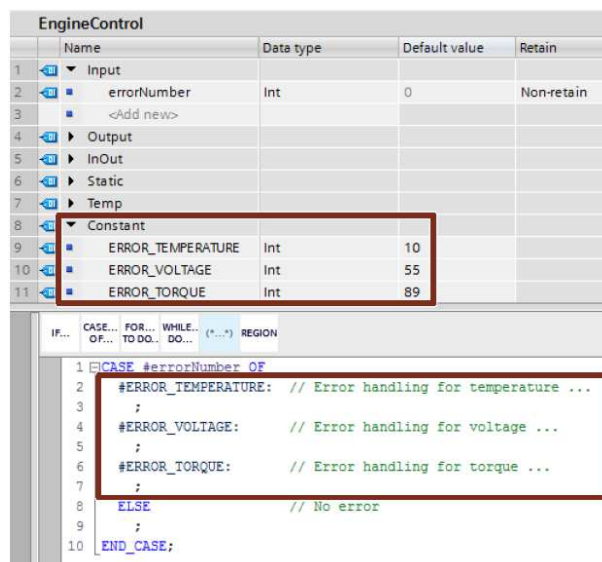 EngineControl
Name Data type Default value Retain
1 Input
2 errorNumber Int 0 Non-retain
3 <Add new>
4 Output
5 InOut
6 Static
7 Temp
8 Constant
9 ERROR_TEMPERATURE Int 10
10 ERROR_VOLTAGE Int 55
11 ERROR_TORQUE Int 89
IF... CASE... OF... FOR... TO DO.. WHILE.. DO... (*...*) REGION
1 CASE #errorNumber OF
2 #ERROR_TEMPERATURE: // Error handling for temperature ...
3 ;
4 #ERROR_VOLTAGE: // Error handling for voltage ...
5 ;
6 #ERROR_TORQUE: // Error handling for torque ...
7 ;
8 ELSE // No error
9 ;
10 END_CASE;